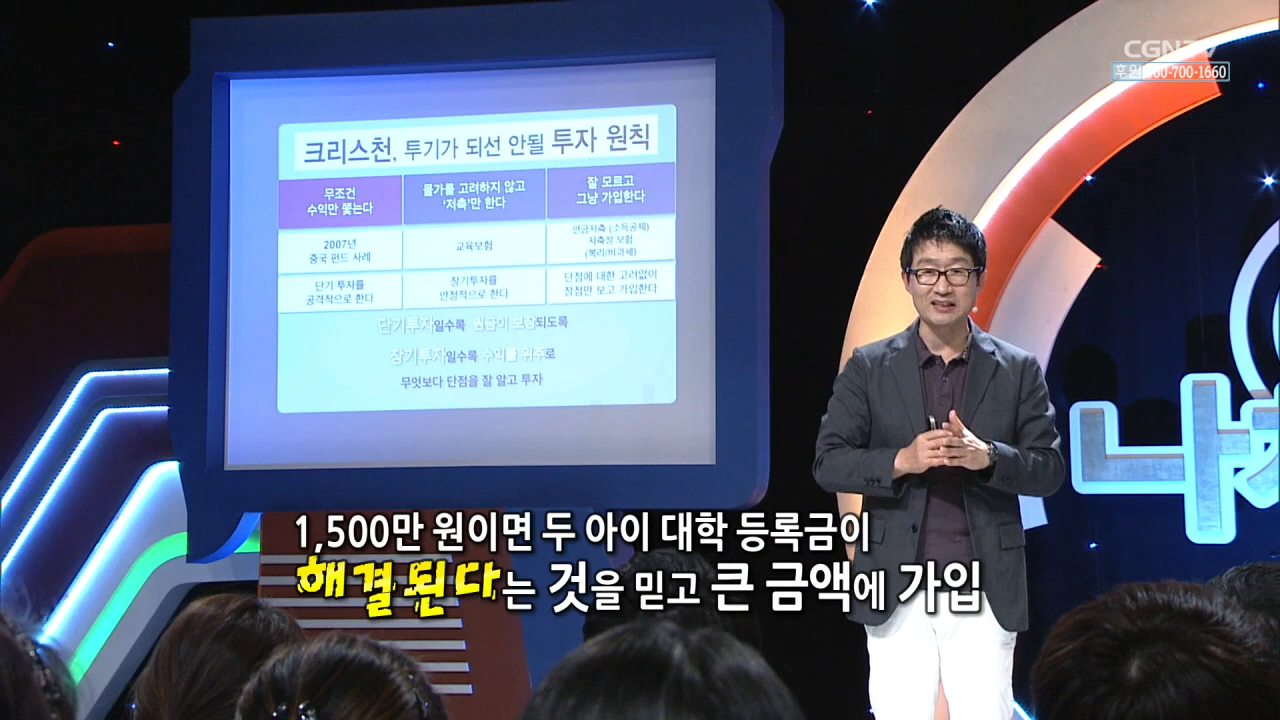 CGNTV
후원 060-700-1660
크리스천, 투기가 되선 안될 투자 원칙
무조건
수익만 쫓는다
물가를 고려하지 않고
'저축'만 한다
잘 모르고
그냥 가입한다
2007년
중국 펀드 사례
교육보험
연금저축 (소득공제)
저축성 보험
(복리/비과세)
단기 투자를
공격적으로 한다
장기투자를
안정적으로 한다
단점에 대한 고려없이
장점만 보고 가입한다
단기투자일수록 원금이 보장되도록
장기투자일수록 수익률 위주로
무엇보다 단점을 잘 알고 투자
1,500만 원이면 두 아이 대학 등록금이
해결된다는 것을 믿고 큰 금액에 가입